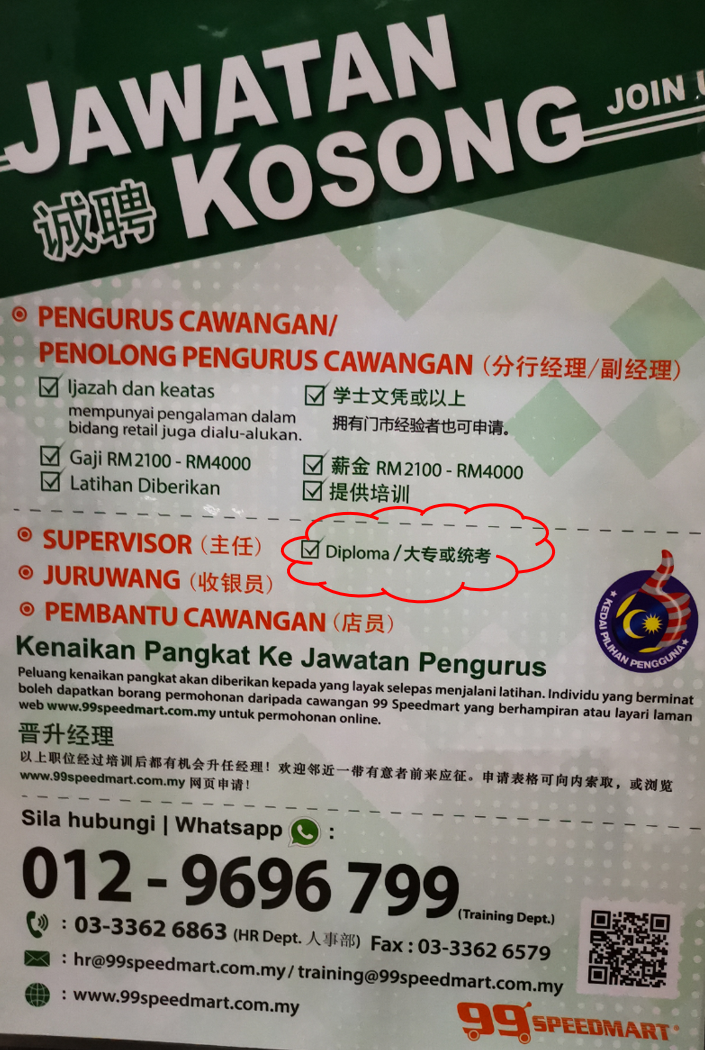 JAWATAN
KOSONG
JOIN
诚聘
PENGURUS CAWANGAN/
PENOLONG PENGURUS CAWANGAN (分行经理/副经理)
Ijazah dan keatas
mempunyai pengalaman dalam
bidang retail juga dialu-alukan.
Gaji RM2100 - RM4000
Latihan Diberikan
学士文凭或以上
拥有门市经验者也可申请。
薪金 RM2100 - RM4000
提供培训
SUPERVISOR (主任)
Diploma / 大专或统考
JURUWANG (收银员)
PEMBANTU CAWANGAN (店员)
KEDAI PILIHAN PENGGUNA
Kenaikan Pangkat Ke Jawatan Pengurus
Peluang kenaikan pangkat akan diberikan kepada yang layak selepas menjalani latihan. Individu yang berminat
boleh dapatkan borang permohonan daripada cawangan 99 Speedmart yang berhampiran atau layari laman
web www.99speedmart.com.my untuk permohonan online.
晋升经理
以上职位经过培训后都有机会升任经理! 欢迎邻近一带有意者前来应征。申请表格可向内索取，或浏览
www.99speedmart.com.my 网页申请!
Sila hubungi | Whatsapp :
012 - 9696 799 (Training Dept.)
: 03-3362 6863 (HR Dept. 人事部) Fax : 03-3362 6579
: hr@99speedmart.com.my / training@99speedmart.com.my
: www.99speedmart.com.my
99 SPEEDMART